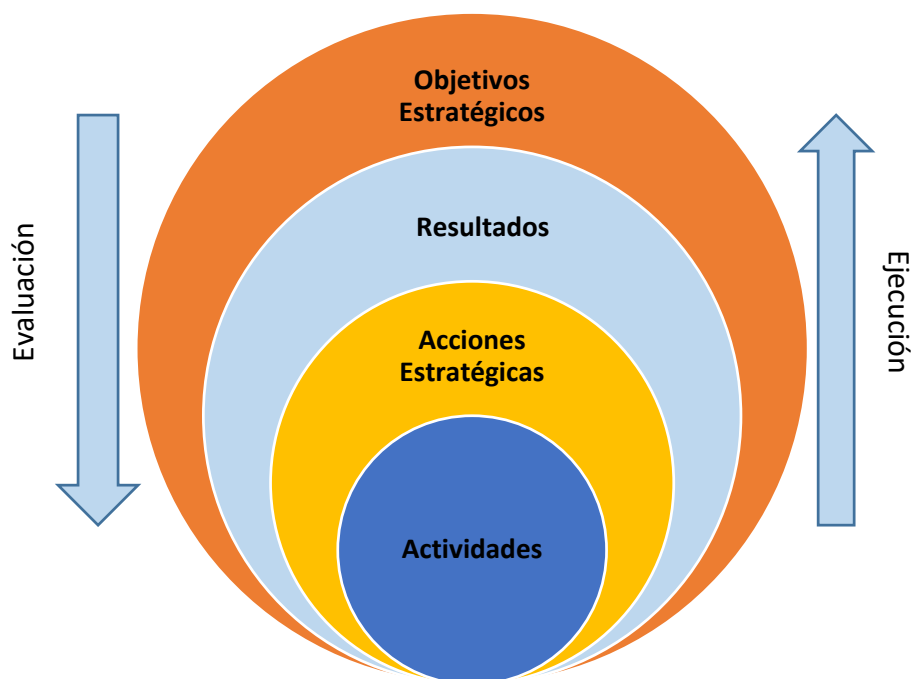 Objetivos
Estratégicos
Resultados
Acciones
Estratégicas
Actividades
Evaluación
Ejecución